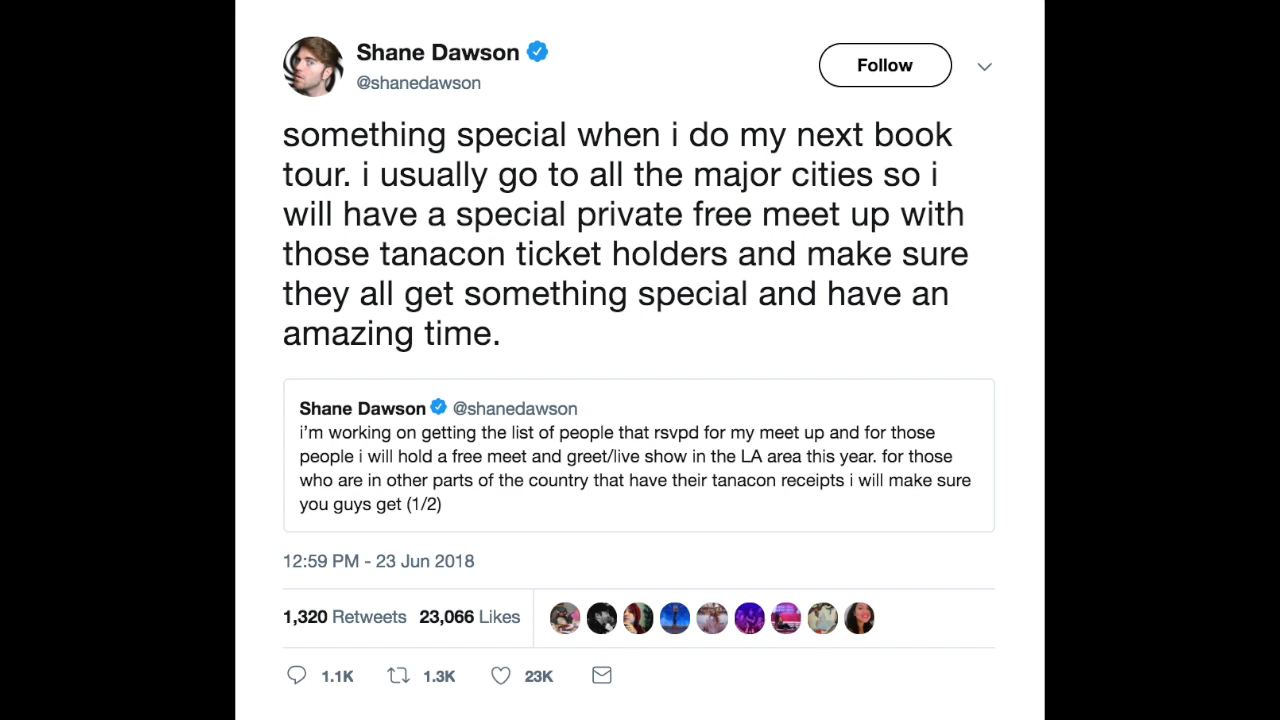 Shane Dawson
@shanedawson
Follow
something special when i do my next book
tour. i usually go to all the major cities so i
will have a special private free meet up with
those tanacon ticket holders and make sure
they all get something special and have an
amazing time.
Shane Dawson @shanedawson
i’m working on getting the list of people that rsvpd for my meet up and for those
people i will hold a free meet and greet/live show in the LA area this year. for those
who are in other parts of the country that have their tanacon receipts i will make sure
you guys get (1/2)
12:59 PM - 23 Jun 2018
1,320 Retweets 23,066 Likes
1.1K 1.3K 23K